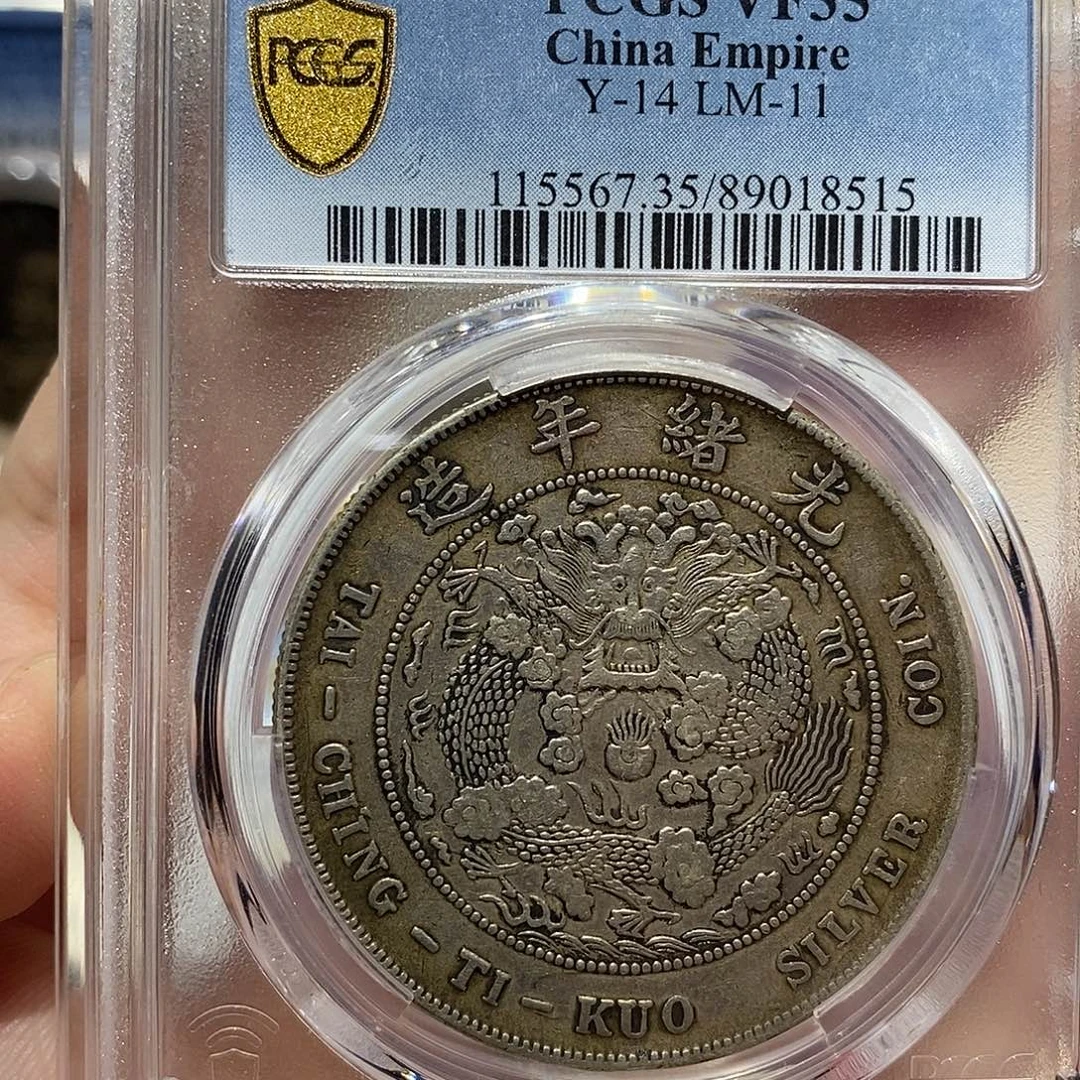 PCGS VF35
China Empire
Y-14 LM-11
PCGS
115567.35/89018515
造年緒光
TAI-CHING-TI-KUO SILVER COIN.
PCGS